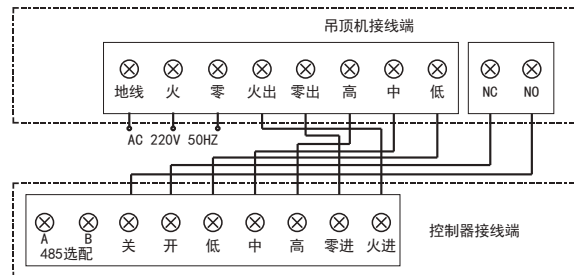 吊顶机接线端
地线 火 零 火出 零出 高 中 低 NC NO
AC 220V 50HZ
A B 关 开 低 中 高 零进 火进
485选配
控制器接线端